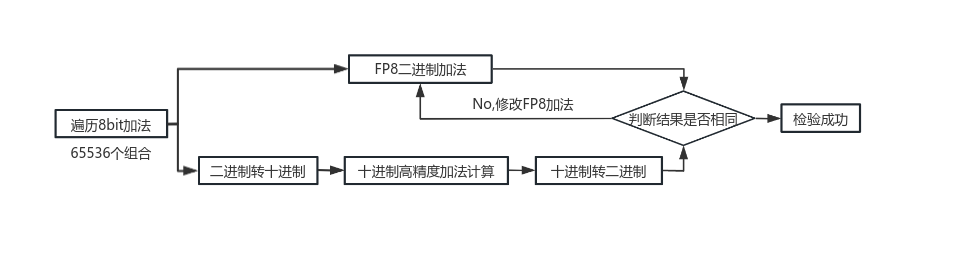 FP8二进制加法
No,修改FP8加法
遍历8bit加法
判断结果是否相同
检验成功
65536个组合
二进制转十进制
十进制高精度加法计算
十进制转二进制